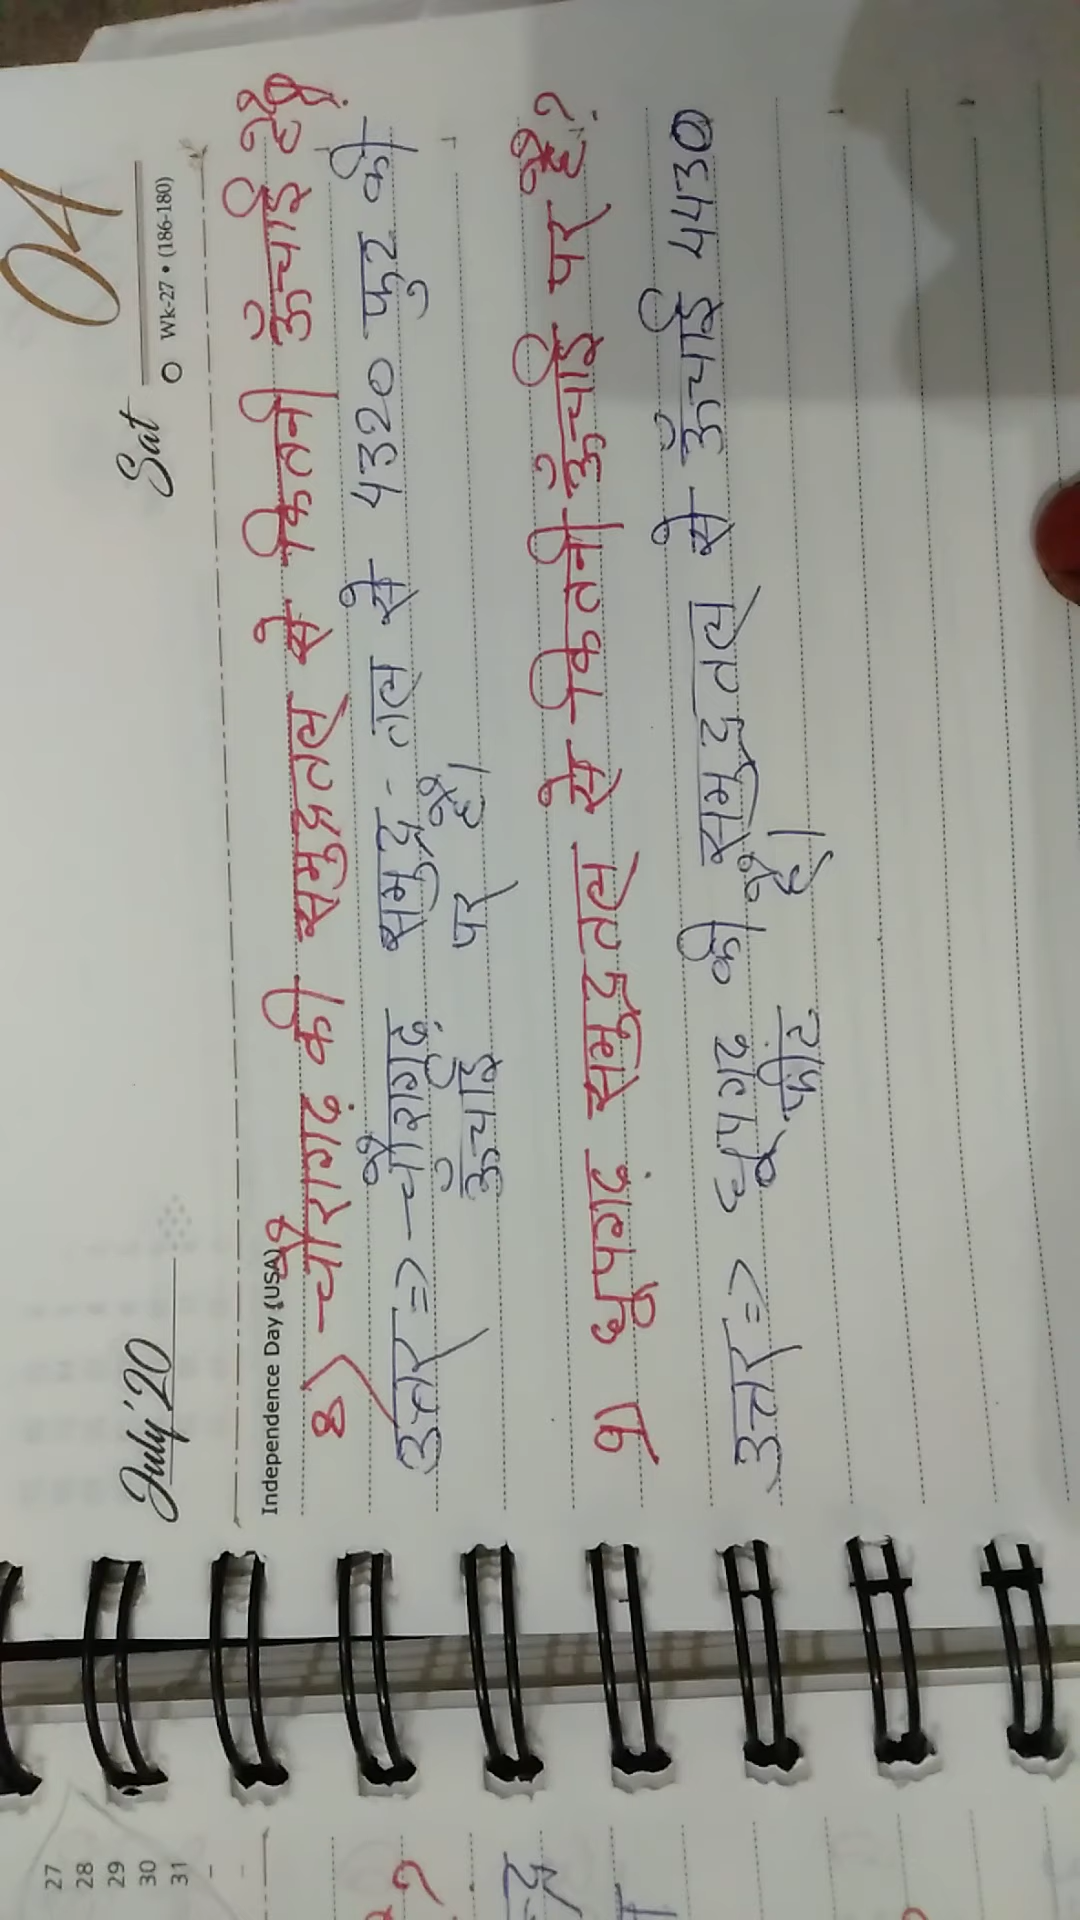 July'20
Sat
04
Wk-27 • (186-180)
Independence Day (USA)
8) चौरागढ़ की समुद्रतल से कितनी ऊँचाई है?
उत्तर => चौरागढ़ समुद्र-तल से 4320 फुट की
ऊँचाई पर है।
9) धूपगढ़ समुद्रतल से कितनी ऊँचाई पर है?
उत्तर => धूपगढ़ की समुद्रतल से ऊँचाई 4430
फीट है।
27
28
29
30
31